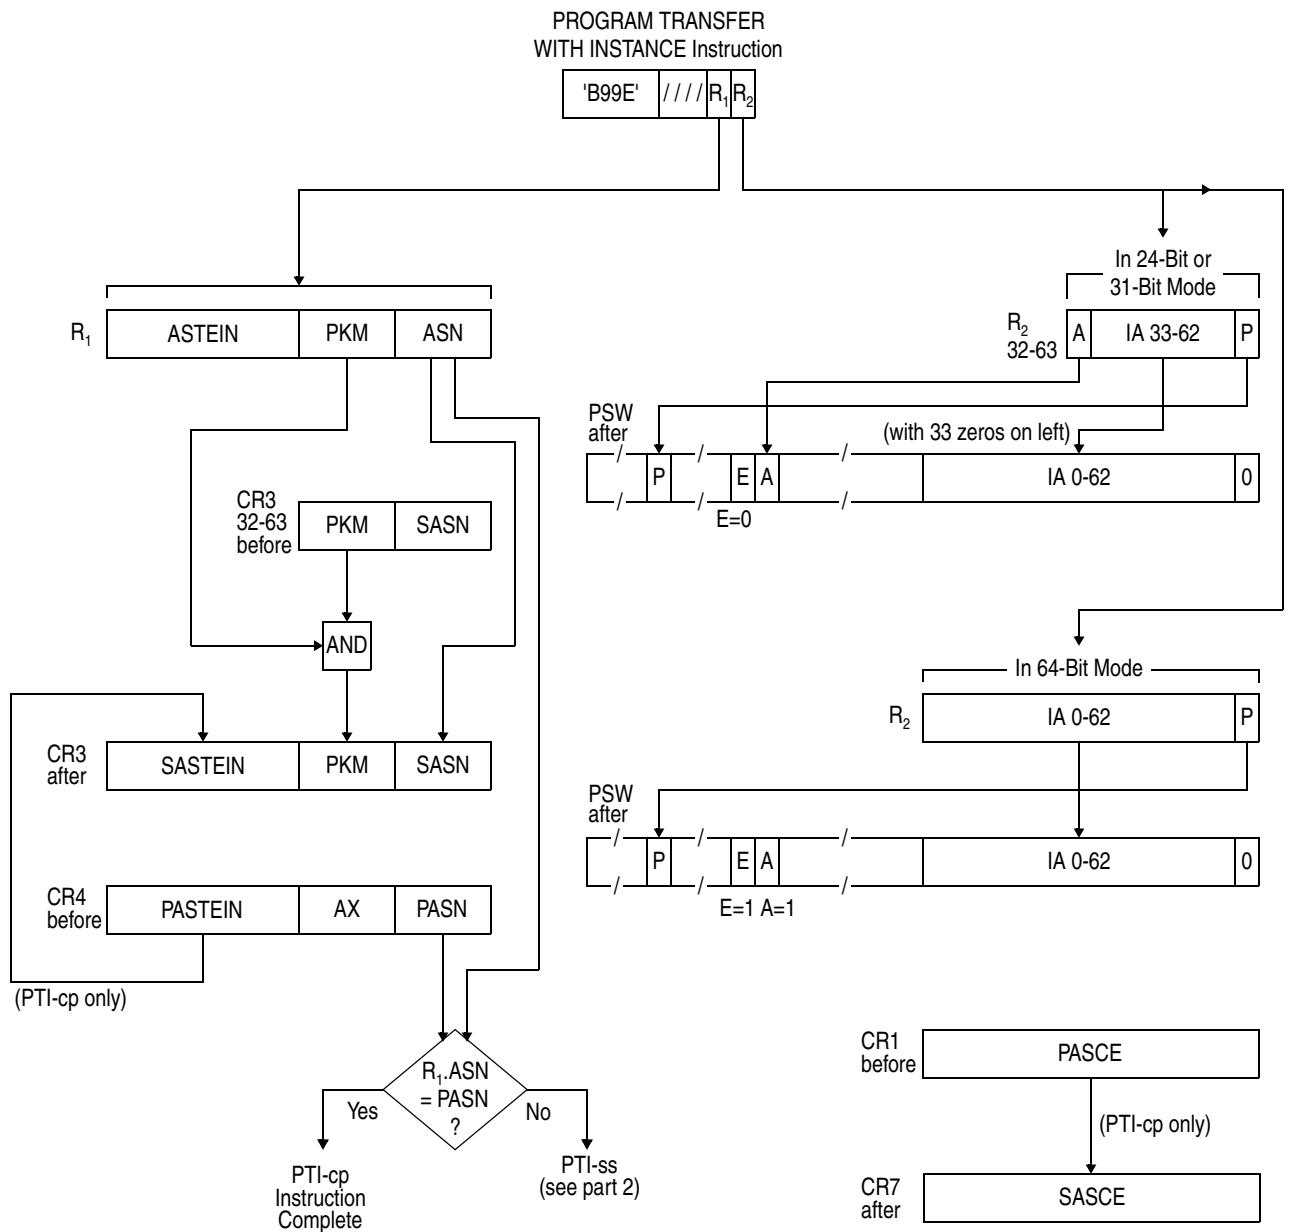 PROGRAM TRANSFER
WITH INSTANCE Instruction
'B99E' //// R1 R2
In 24-Bit or
31-Bit Mode
R1 ASTEIN PKM ASN
R2
32-63
A IA 33-62 P
PSW
after
(with 33 zeros on left)
/ / /
P E A IA 0-62 0
/ / /
E=0
CR3
32-63
before
PKM SASN
AND
In 64-Bit Mode
R2 IA 0-62 P
CR3
after
SASTEIN PKM SASN
PSW
after
/ / /
P E A IA 0-62 0
/ / /
E=1 A=1
CR4
before
PASTEIN AX PASN
(PTI-cp only)
R1.ASN
= PASN
?
Yes
No
PTI-cp
Instruction
Complete
PTI-ss
(see part 2)
CR1
before
PASCE
(PTI-cp only)
CR7
after
SASCE